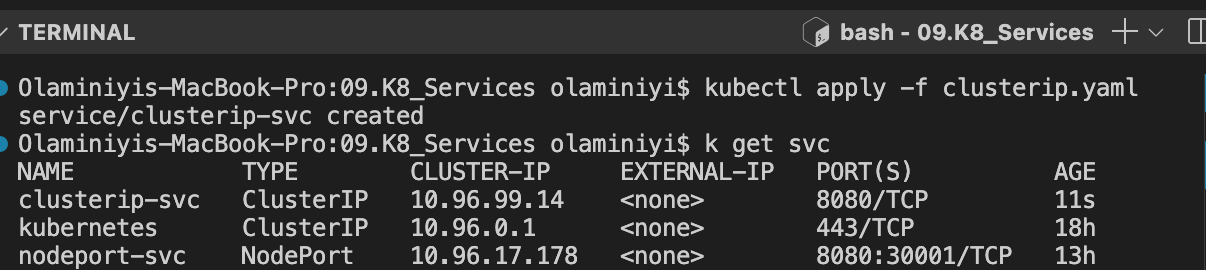 TERMINAL bash - 09.K8_Services
Olaminiyis-MacBook-Pro:09.K8_Services olaminiyi$ kubectl apply -f clusterip.yaml
service/clusterip-svc created
Olaminiyis-MacBook-Pro:09.K8_Services olaminiyi$ k get svc
NAME TYPE CLUSTER-IP EXTERNAL-IP PORT(S) AGE
clusterip-svc ClusterIP 10.96.99.14 <none> 8080/TCP 11s
kubernetes ClusterIP 10.96.0.1 <none> 443/TCP 18h
nodeport-svc NodePort 10.96.17.178 <none> 8080:30001/TCP 13h